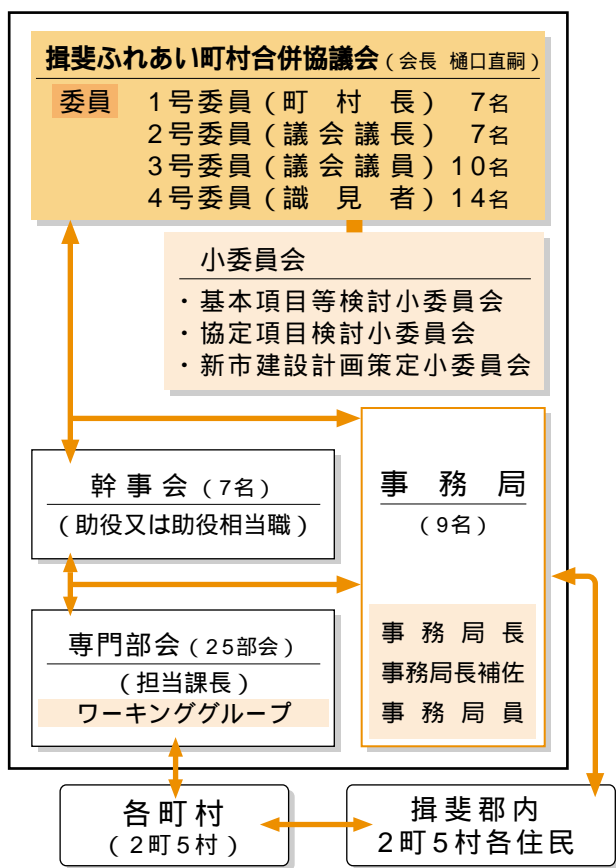 揖斐ふれあい町村合併協議会(会長 樋口直嗣)
委員 1号委員(町村長) 7名
2号委員(議会議長) 7名
3号委員(議会議員) 10名
4号委員(識見者) 14名
小委員会
・基本項目等検討小委員会
・協定項目検討小委員会
・新市建設計画策定小委員会
幹事会(7名)
(助役又は助役相当職)
事務局
(9名)
事務局長
事務局長補佐
事務局員
専門部会(25部会)
(担当課長)
ワーキンググループ
各町村
(2町5村)
揖斐郡内
2町5村各住民